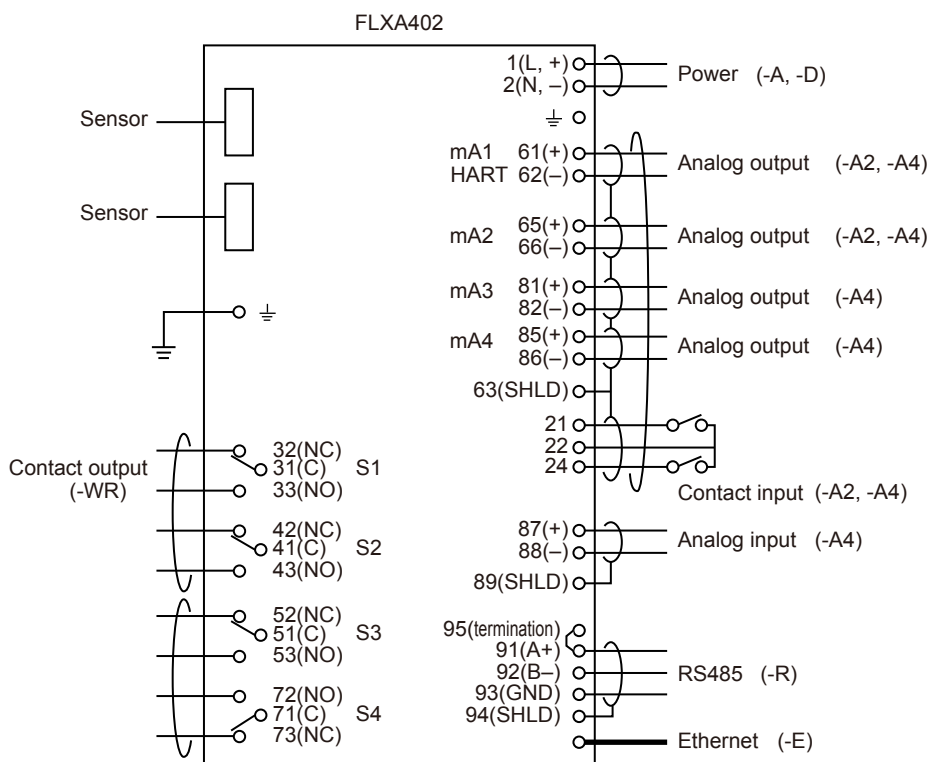 FLXA402
Sensor
Sensor
Contact output
(-WR)
32(NC)
31(C) S1
33(NO)
42(NC)
41(C) S2
43(NO)
52(NC)
51(C) S3
53(NO)
72(NO)
71(C) S4
73(NC)
1(L, +)
2(N, –)
Power (-A, -D)
mA1 61(+)
HART 62(–)
Analog output (-A2, -A4)
mA2
65(+)
66(–)
Analog output (-A2, -A4)
mA3
81(+)
82(–)
Analog output (-A4)
mA4
85(+)
86(–)
Analog output (-A4)
63(SHLD)
21
22
24
Contact input (-A2, -A4)
87(+)
88(–)
Analog input (-A4)
89(SHLD)
95(termination)
91(A+)
92(B–)
93(GND)
94(SHLD)
RS485 (-R)
Ethernet (-E)